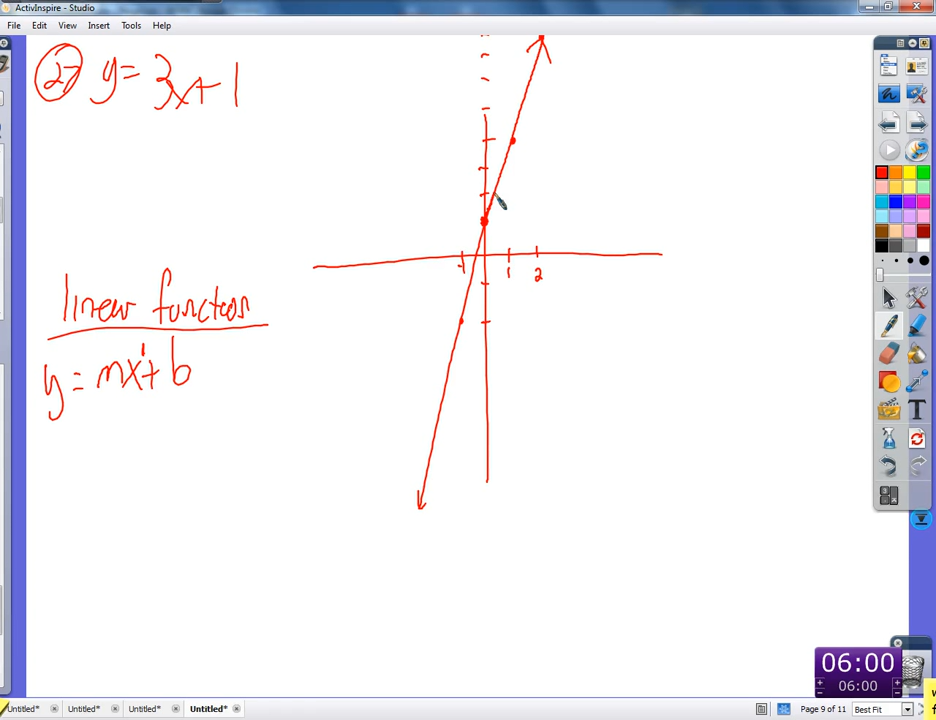 ActivInspire - Studio
File Edit View Insert Tools Help
27 y = 3x + 1
-1 1 2
linear function
y = mx¹ + b
06:00
06:00
Untitled* Untitled* Untitled* Untitled* Page 9 of 11 Best Fit